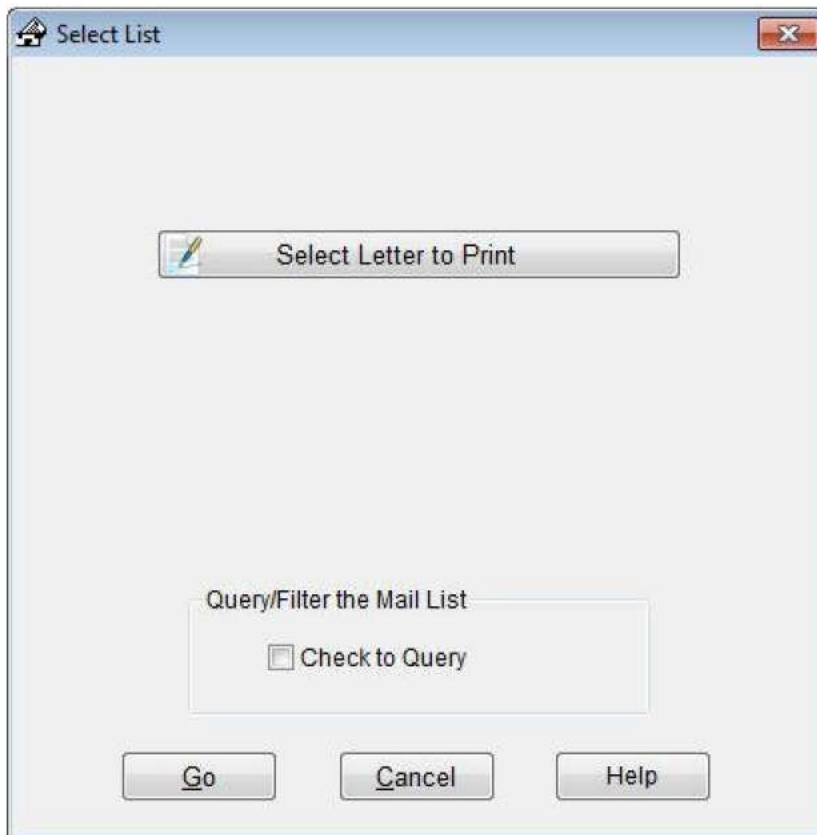 Select List
Select Letter to Print
Query/Filter the Mail List
Check to Query
Go
Cancel
Help